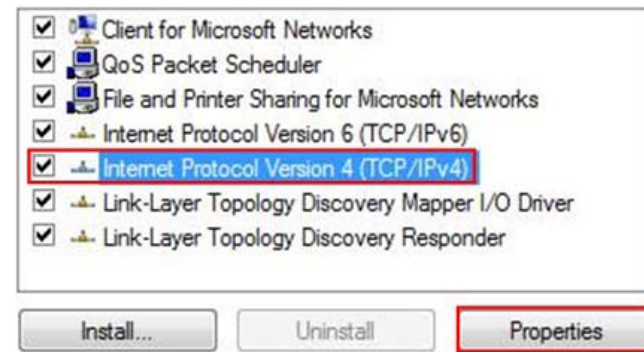 Client for Microsoft Networks
QoS Packet Scheduler
File and Printer Sharing for Microsoft Networks
Internet Protocol Version 6 (TCP/IPv6)
Internet Protocol Version 4 (TCP/IPv4)
Link-Layer Topology Discovery Mapper I/O Driver
Link-Layer Topology Discovery Responder
Install... Uninstall Properties